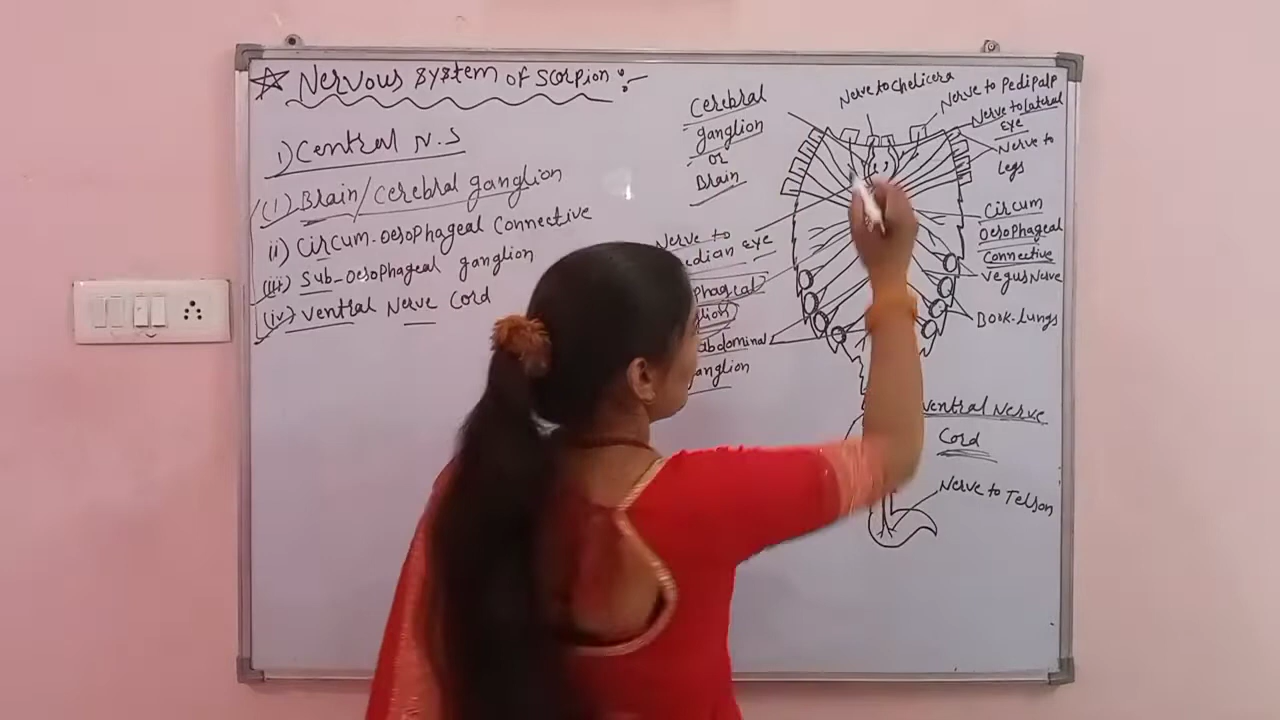 Nervous system of scorpion :-
1) Central N.S
(i) Brain/cerebral ganglion
ii) Circum-oesophageal Connective
(iii) Sub-oesophageal ganglion
(iv) ventral Nerve Cord
Cerebral
ganglion
or
Brain
Nerve to
eye
abdominal
Nerve to chelicera
Nerve to Pedipalp
Nerve to lateral
Eye
Nerve to
legs
Circum
Oesophageal
Connective
Vegus Nerve
Book-lungs
ventral Nerve
Cord
Nerve to Telson